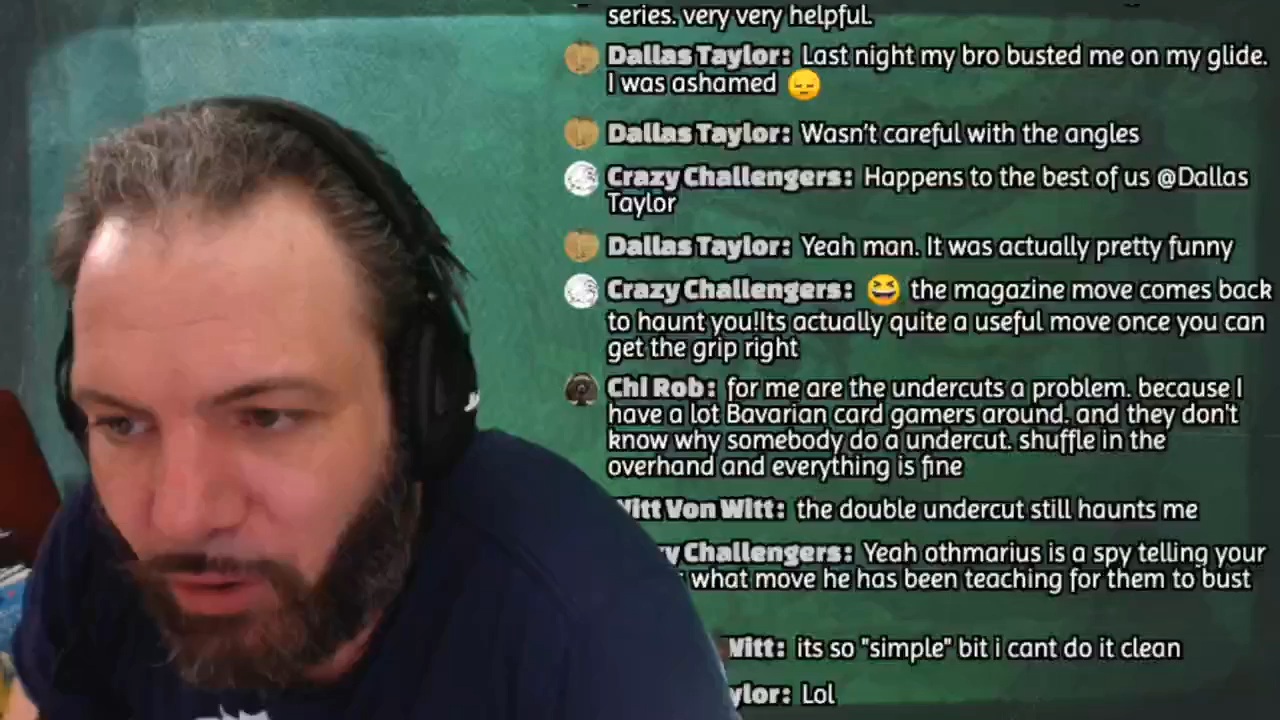 series. very very helpful.
Dallas Taylor: Last night my bro busted me on my glide.
I was ashamed 😔
Dallas Taylor: Wasn't careful with the angles
Crazy Challengers: Happens to the best of us @Dallas
Taylor
Dallas Taylor: Yeah man. It was actually pretty funny
Crazy Challengers: 😆 the magazine move comes back
to haunt you!Its actually quite a useful move once you can
get the grip right
Chl Rob: for me are the undercuts a problem. because I
have a lot Bavarian card gamers around. and they don't
know why somebody do a undercut. shuffle in the
overhand and everything is fine
Witt Von Witt: the double undercut still haunts me
zy Challengers: Yeah othmarius is a spy telling your
what move he has been teaching for them to bust
Witt: its so "simple" bit i cant do it clean
ylor: Lol